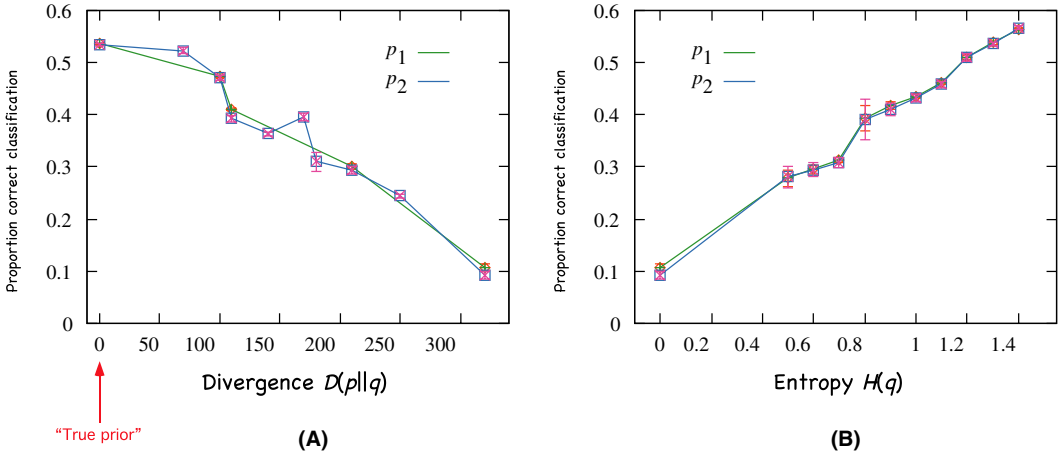 0.6
0.5
0.4
0.3
0.2
0.1
0
Proportion correct classification
p1
p2
0 50 100 150 200 250 300
Divergence D(p||q)
"True prior"
(A)
0.6
0.5
0.4
0.3
0.2
0.1
0
Proportion correct classification
p1
p2
0 0.2 0.4 0.6 0.8 1 1.2 1.4
Entropy H(q)
(B)